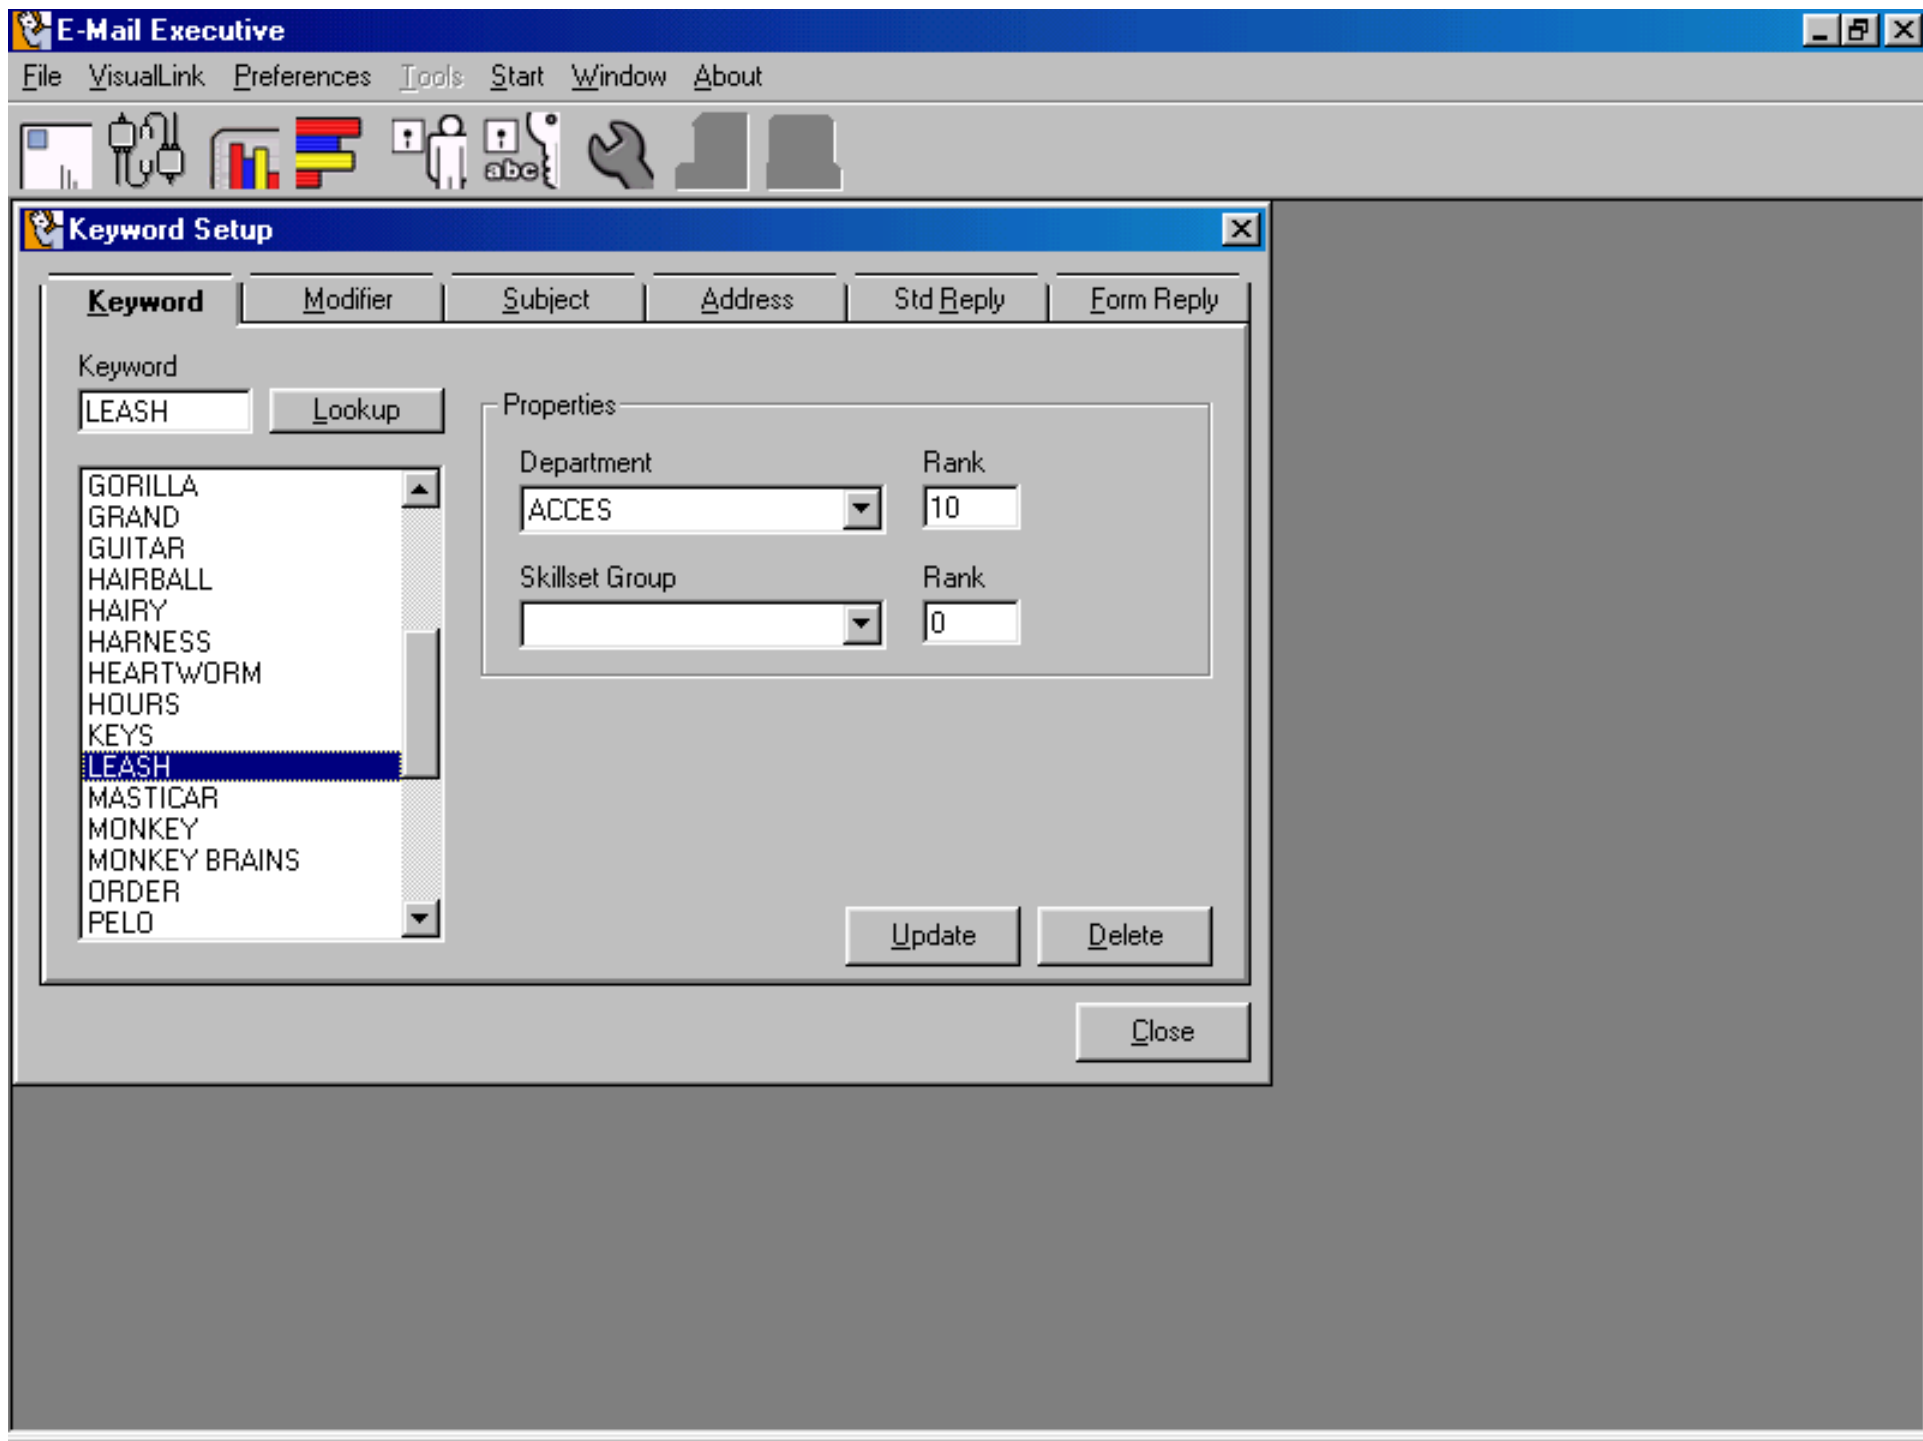 E-Mail Executive
File VisualLink Preferences Tools Start Window About
abc
Keyword Setup
Keyword Modifier Subject Address Std Reply Form Reply
Keyword
LEASH Lookup
Properties
Department Rank
ACCES 10
Skillset Group Rank
0
GORILLA
GRAND
GUITAR
HAIRBALL
HAIRY
HARNESS
HEARTWORM
HOURS
KEYS
LEASH
MASTICAR
MONKEY
MONKEY BRAINS
ORDER
PELO
Update Delete
Close